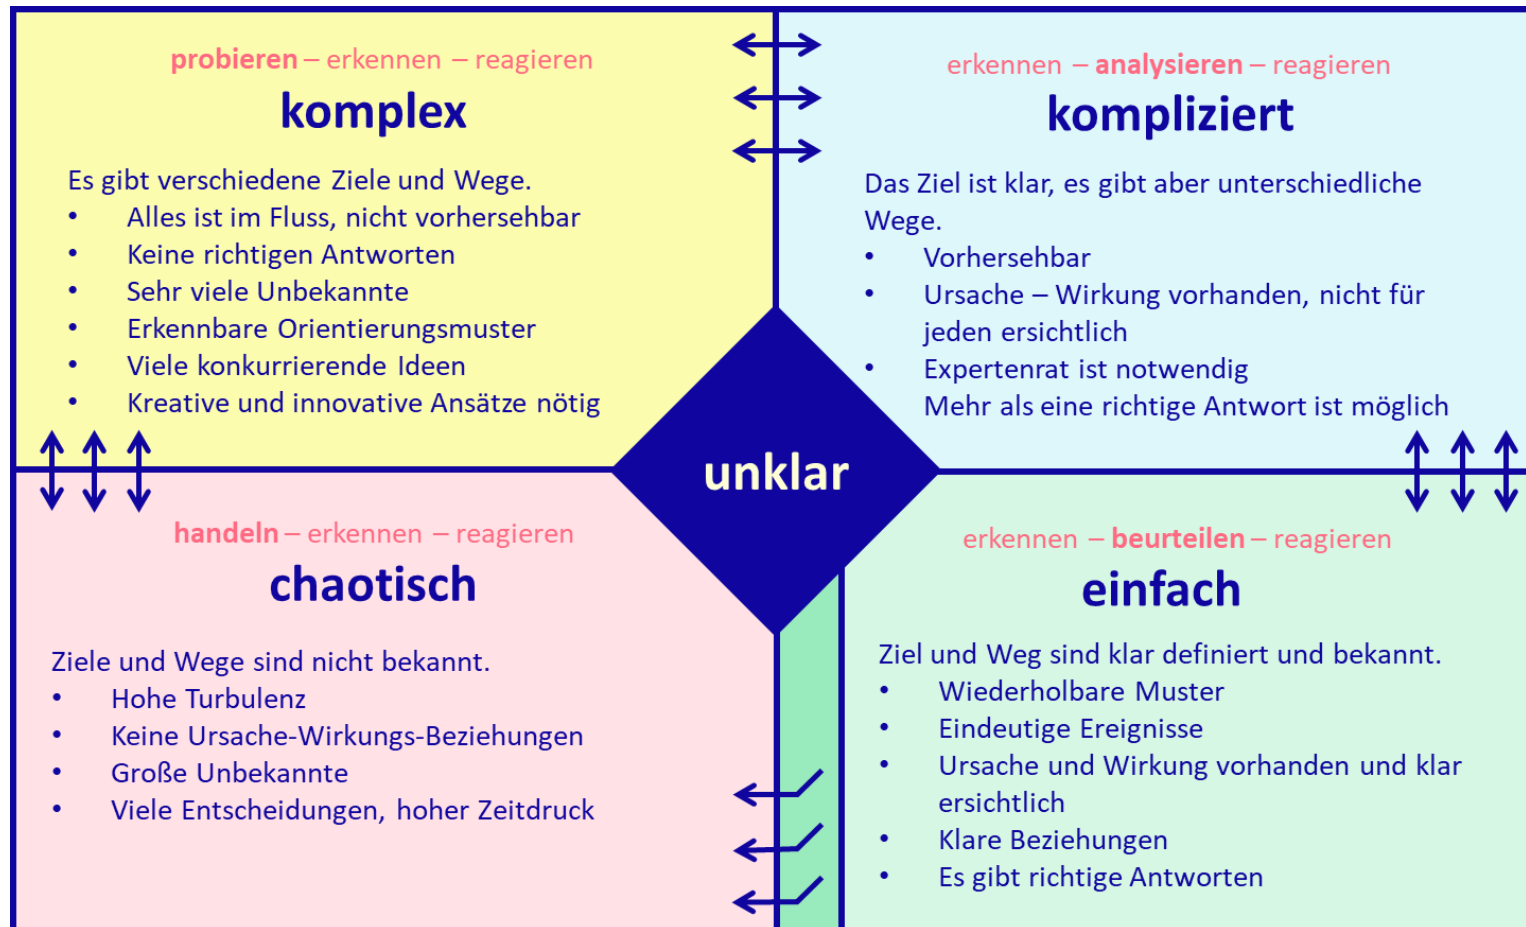 probieren – erkennen – reagieren
komplex
Es gibt verschiedene Ziele und Wege.
• Alles ist im Fluss, nicht vorhersehbar
• Keine richtigen Antworten
• Sehr viele Unbekannte
• Erkennbare Orientierungsmuster
• Viele konkurrierende Ideen
• Kreative und innovative Ansätze nötig
erkennen – analysieren – reagieren
kompliziert
Das Ziel ist klar, es gibt aber unterschiedliche
Wege.
• Vorhersehbar
• Ursache – Wirkung vorhanden, nicht für
jeden ersichtlich
• Expertenrat ist notwendig
Mehr als eine richtige Antwort ist möglich
unklar
handeln – erkennen – reagieren
chaotisch
Ziele und Wege sind nicht bekannt.
• Hohe Turbulenz
• Keine Ursache-Wirkungs-Beziehungen
• Große Unbekannte
• Viele Entscheidungen, hoher Zeitdruck
erkennen – beurteilen – reagieren
einfach
Ziel und Weg sind klar definiert und bekannt.
• Wiederholbare Muster
• Eindeutige Ereignisse
• Ursache und Wirkung vorhanden und klar
ersichtlich
• Klare Beziehungen
• Es gibt richtige Antworten